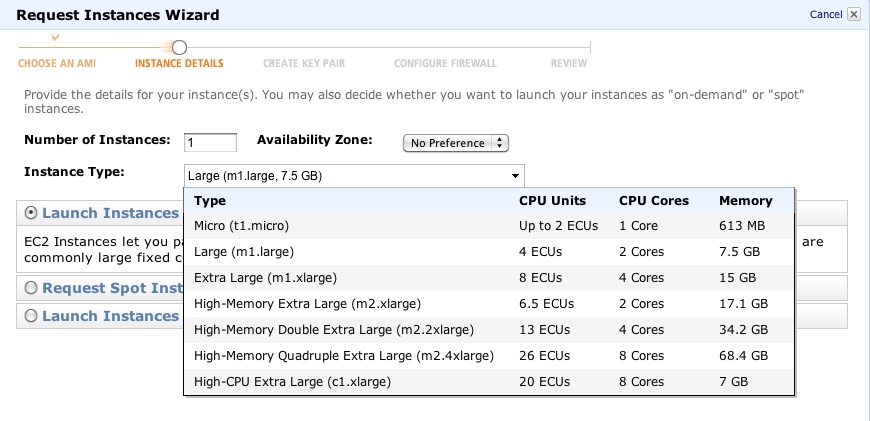 Request Instances Wizard
Cancel
CHOOSE AN AMI INSTANCE DETAILS CREATE KEY PAIR CONFIGURE FIREWALL REVIEW
Provide the details for your instance(s). You may also decide whether you want to launch your instances as "on-demand" or "spot"
instances.
Number of Instances: 1 Availability Zone: No Preference
Instance Type: Large (m1.large, 7.5 GB)
Type CPU Units CPU Cores Memory
Micro (t1.micro) Up to 2 ECUs 1 Core 613 MB
Large (m1.large) 4 ECUs 2 Cores 7.5 GB
Extra Large (m1.xlarge) 8 ECUs 4 Cores 15 GB
High-Memory Extra Large (m2.xlarge) 6.5 ECUs 2 Cores 17.1 GB
High-Memory Double Extra Large (m2.2xlarge) 13 ECUs 4 Cores 34.2 GB
High-Memory Quadruple Extra Large (m2.4xlarge) 26 ECUs 8 Cores 68.4 GB
High-CPU Extra Large (c1.xlarge) 20 ECUs 8 Cores 7 GB
Launch Instances
EC2 Instances let you pa are
commonly large fixed c
Request Spot Inst
Launch Instances